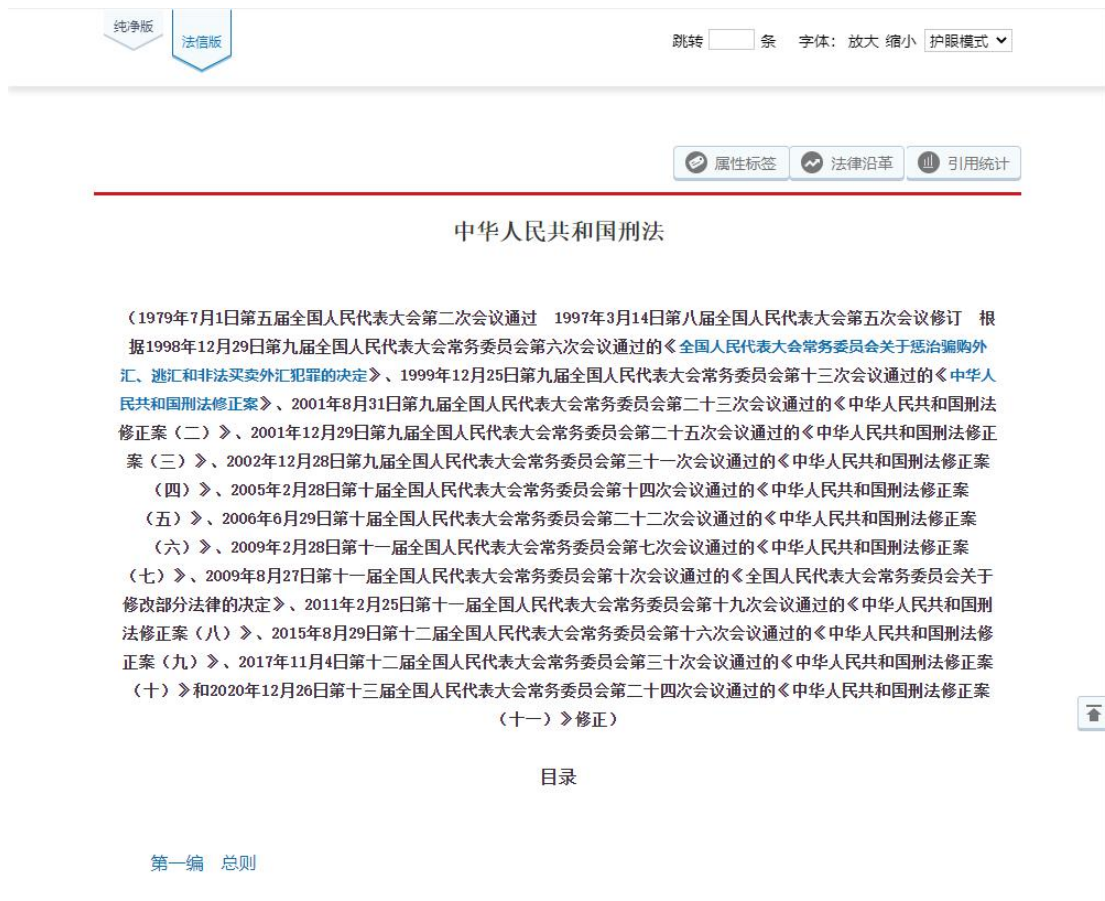 纯净版
法信版
跳转 条 字体： 放大 缩小 护眼模式
属性标签 法律沿革 引用统计
中华人民共和国刑法
（1979年7月1日第五届全国人民代表大会第二次会议通过　1997年3月14日第八届全国人民代表大会第五次会议修订　根
据1998年12月29日第九届全国人民代表大会常务委员会第六次会议通过的《全国人民代表大会常务委员会关于惩治骗购外
汇、逃汇和非法买卖外汇犯罪的决定》、1999年12月25日第九届全国人民代表大会常务委员会第十三次会议通过的《中华人
民共和国刑法修正案》、2001年8月31日第九届全国人民代表大会常务委员会第二十三次会议通过的《中华人民共和国刑法
修正案（二）》、2001年12月29日第九届全国人民代表大会常务委员会第二十五次会议通过的《中华人民共和国刑法修正
案（三）》、2002年12月28日第九届全国人民代表大会常务委员会第三十一次会议通过的《中华人民共和国刑法修正案
（四）》、2005年2月28日第十届全国人民代表大会常务委员会第十四次会议通过的《中华人民共和国刑法修正案
（五）》、2006年6月29日第十届全国人民代表大会常务委员会第二十二次会议通过的《中华人民共和国刑法修正案
（六）》、2009年2月28日第十一届全国人民代表大会常务委员会第七次会议通过的《中华人民共和国刑法修正案
（七）》、2009年8月27日第十一届全国人民代表大会常务委员会第十次会议通过的《全国人民代表大会常务委员会关于
修改部分法律的决定》、2011年2月25日第十一届全国人民代表大会常务委员会第十九次会议通过的《中华人民共和国刑
法修正案（八）》、2015年8月29日第十二届全国人民代表大会常务委员会第十六次会议通过的《中华人民共和国刑法修
正案（九）》、2017年11月4日第十二届全国人民代表大会常务委员会第三十次会议通过的《中华人民共和国刑法修正案
（十）》和2020年12月26日第十三届全国人民代表大会常务委员会第二十四次会议通过的《中华人民共和国刑法修正案
（十一）》修正）
目录
第一编　总则